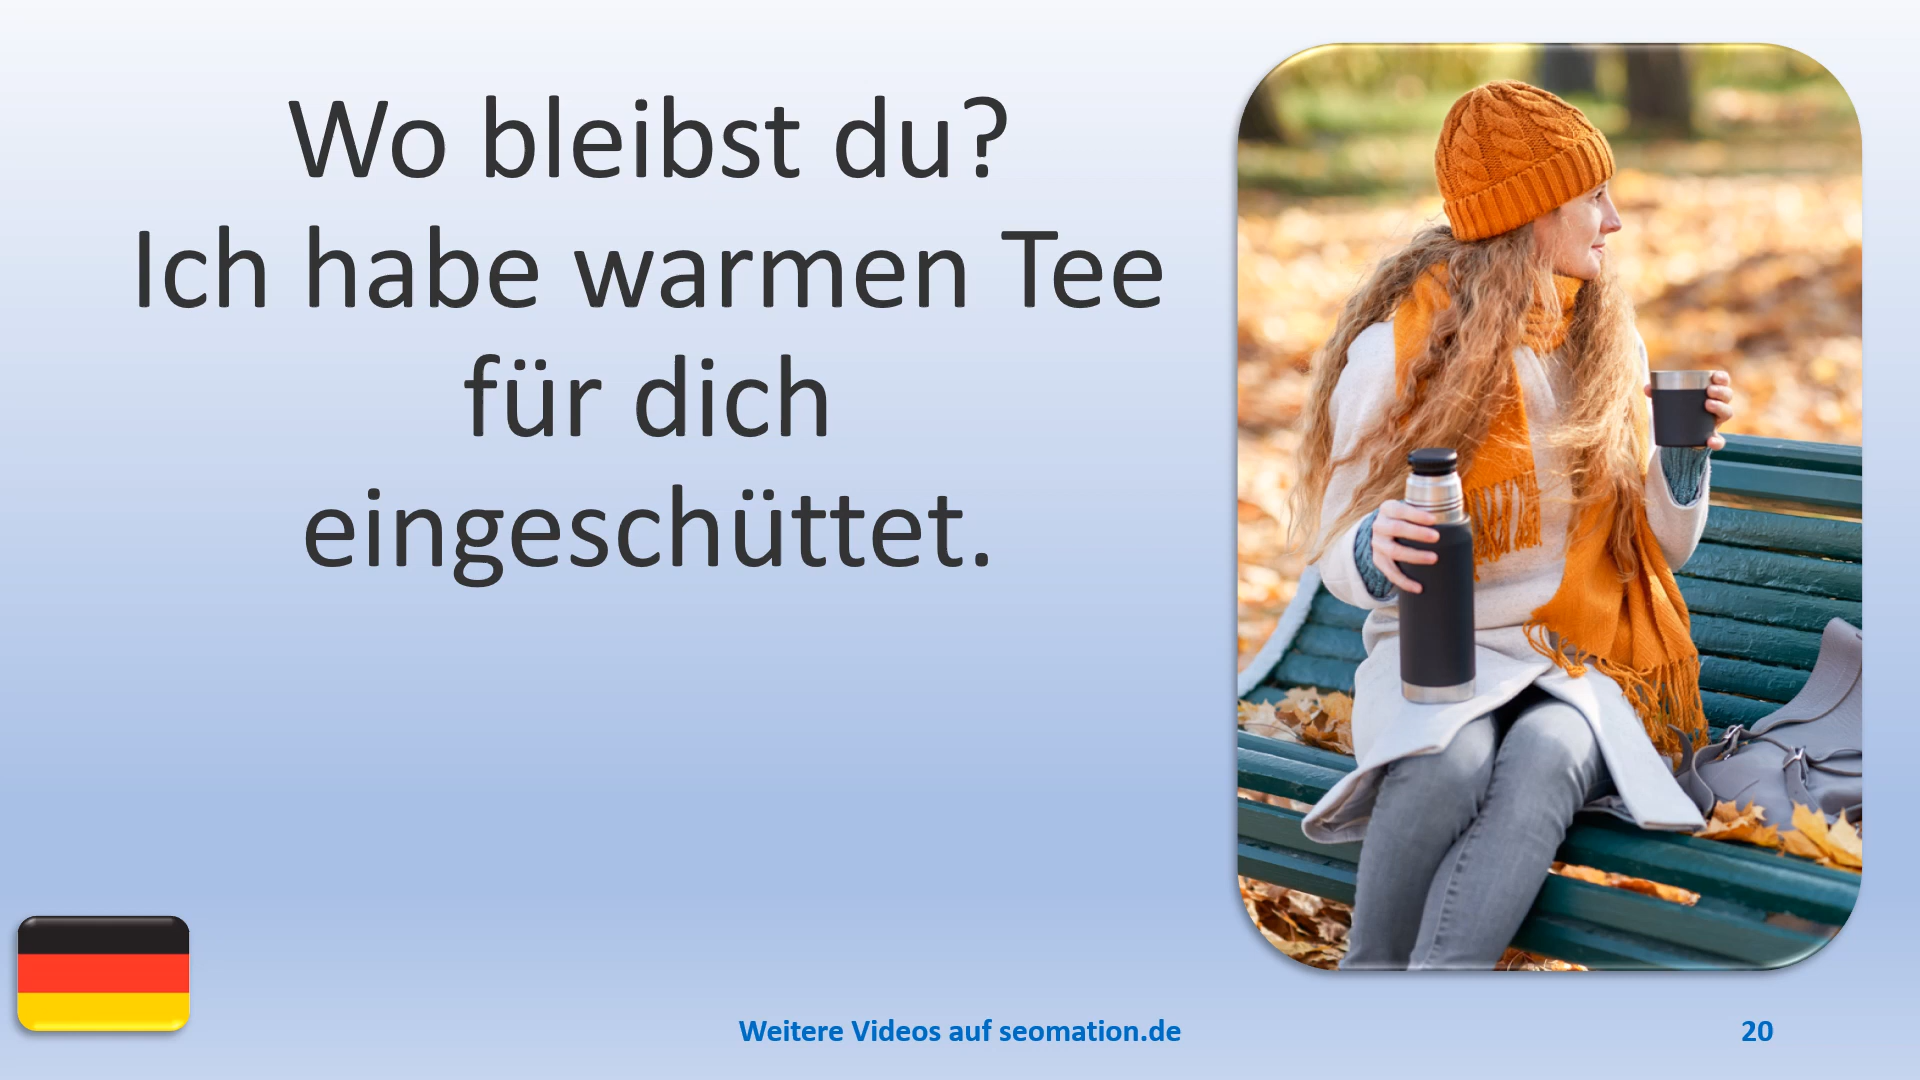 Wo bleibst du?
Ich habe warmen Tee
für dich
eingeschüttet.
Weitere Videos auf seomation.de
20